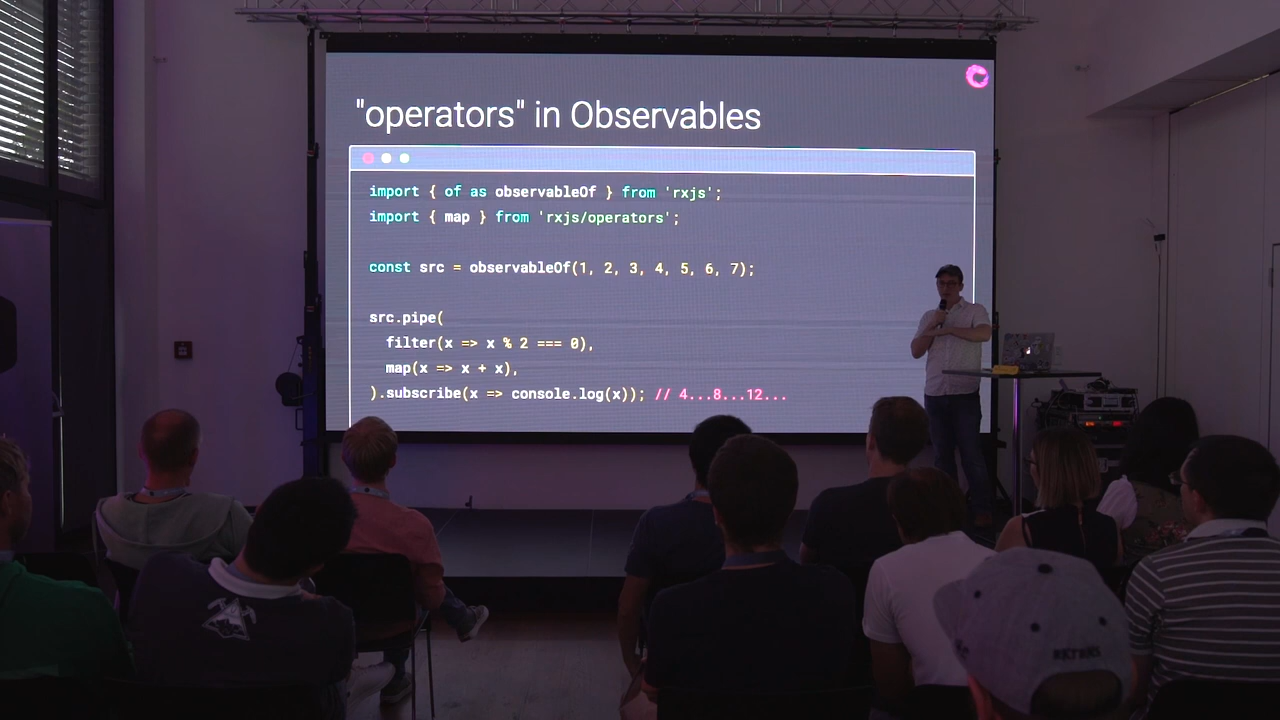 "operators" in Observables
import { of as observableOf } from 'rxjs';
import { map } from 'rxjs/operators';
const src = observableOf(1, 2, 3, 4, 5, 6, 7);
src.pipe(
filter(x => x % 2 === 0),
map(x => x + x),
).subscribe(x => console.log(x)); // 4...8...12...